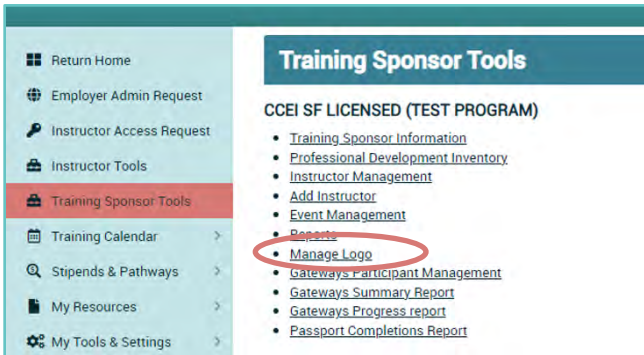 Return Home
Employer Admin Request
Instructor Access Request
Instructor Tools
Training Sponsor Tools
Training Calendar
Stipends & Pathways
My Resources
My Tools & Settings
Training Sponsor Tools
CCEI SF LICENSED (TEST PROGRAM)
Training Sponsor Information
Professional Development Inventory
Instructor Management
Add Instructor
Event Management
Reports
Manage Logo
Gateways Participant Management
Gateways Summary Report
Gateways Progress report
Passport Completions Report